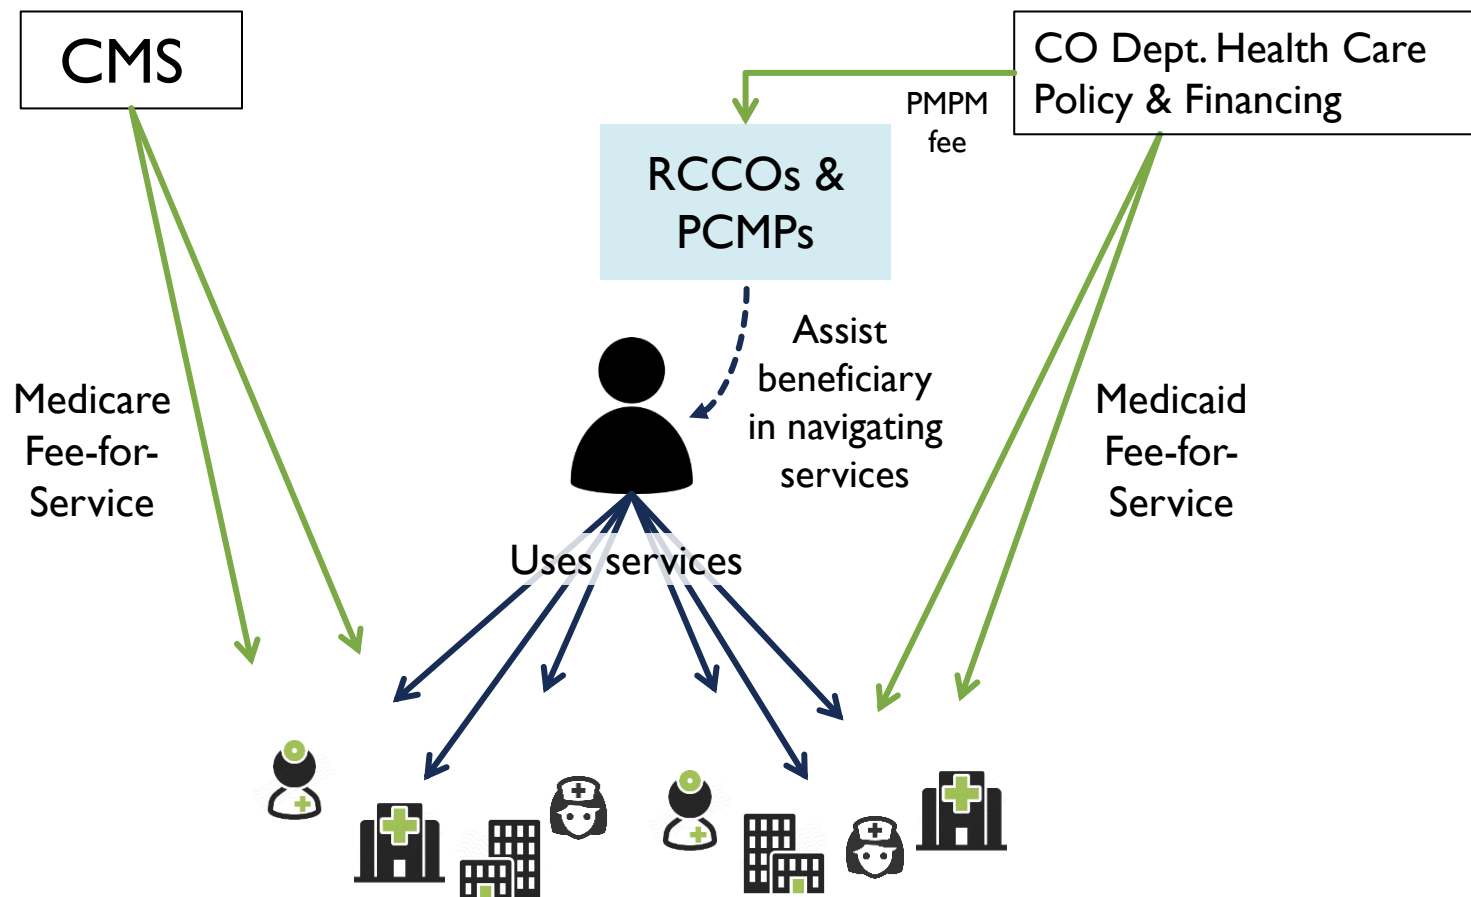 CMS
CO Dept. Health Care
Policy & Financing
PMPM
fee
RCCOs &
PCMPs
Assist
beneficiary
in navigating
services
Medicare
Fee-for-
Service
Medicaid
Fee-for-
Service
Uses services